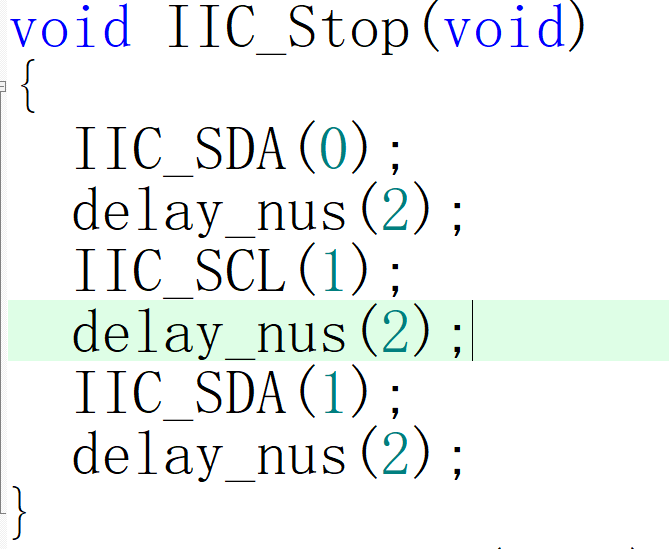 void IIC_Stop(void)
{
IIC_SDA(0);
delay_nus(2);
IIC_SCL(1);
delay_nus(2);
IIC_SDA(1);
delay_nus(2);
}